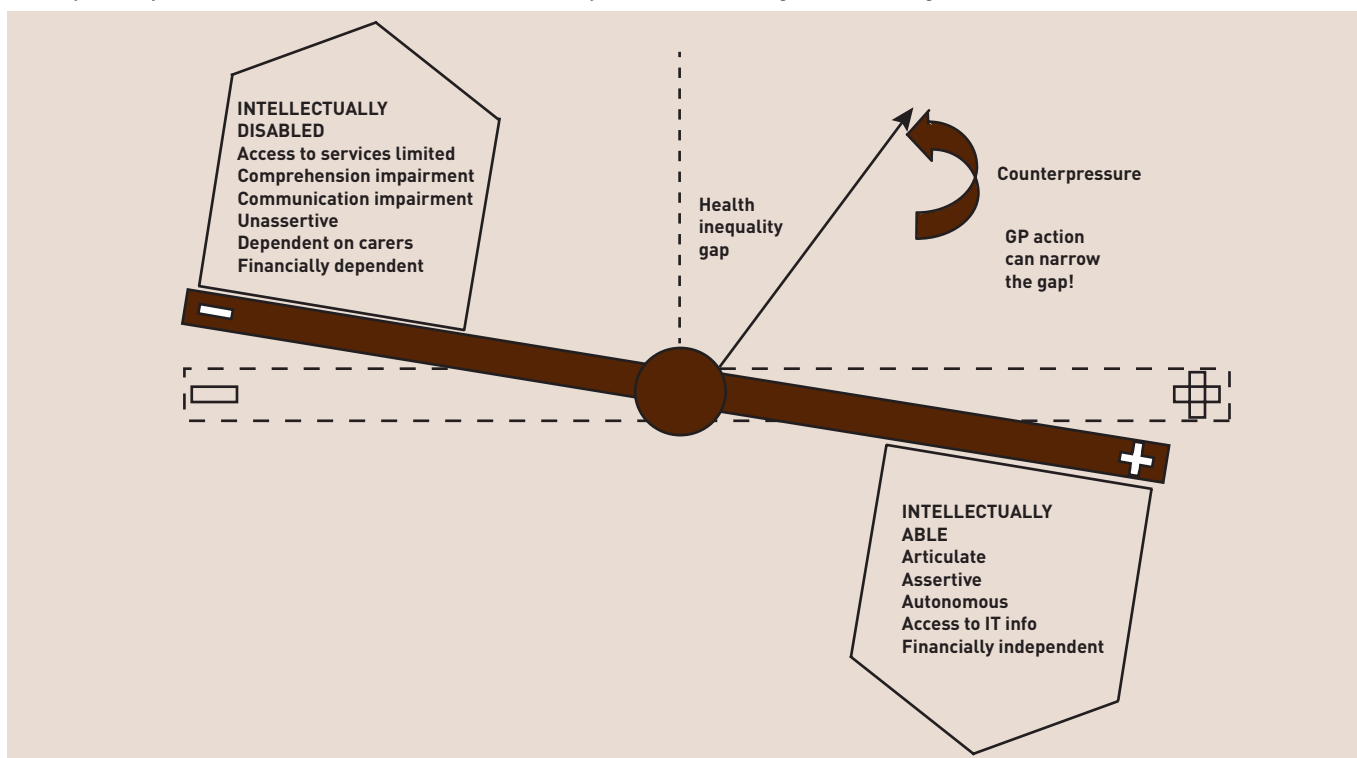 INTELLECTUALLY
DISABLED
Access to services limited
Comprehension impairment
Communication impairment
Unassertive
Dependent on carers
Financially dependent
Health
inequality
gap
Counterpressure
GP action
can narrow
the gap!
INTELLECTUALLY
ABLE
Articulate
Assertive
Autonomous
Access to IT info
Financially independent